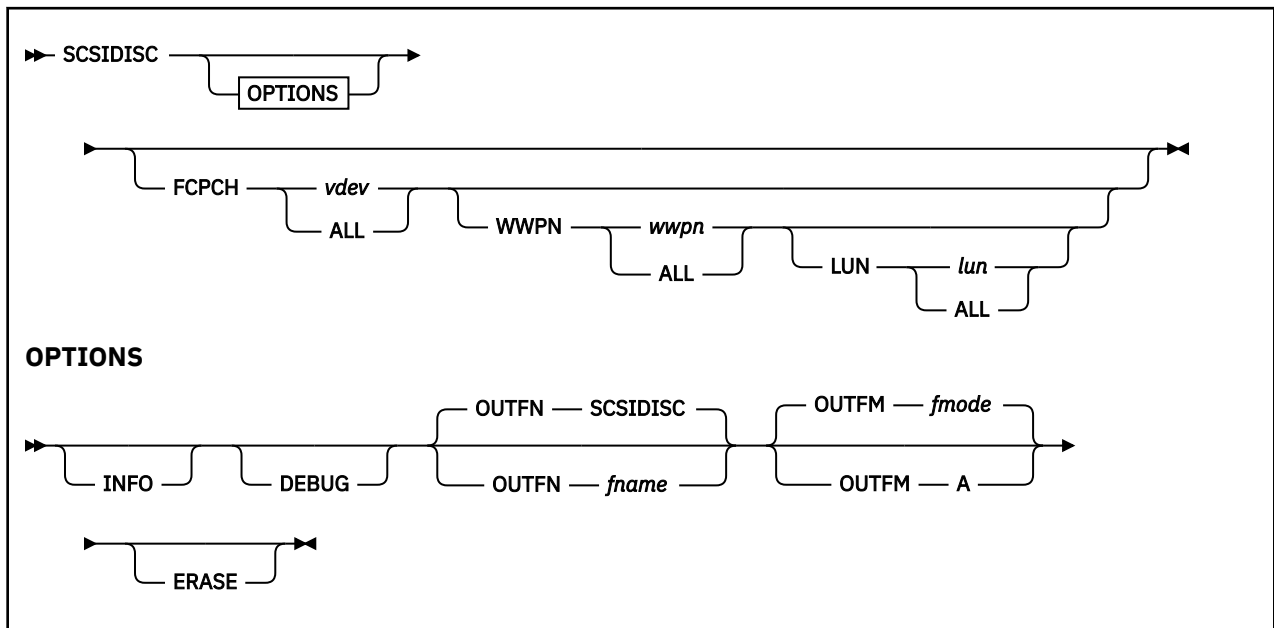 SCSIDISC
OPTIONS
FCPCH vdev
ALL
WWPN wwpn
ALL
LUN lun
ALL
OPTIONS
INFO
DEBUG
OUTFN SCSIDISC
OUTFN fname
OUTFM fmode
OUTFM A
ERASE